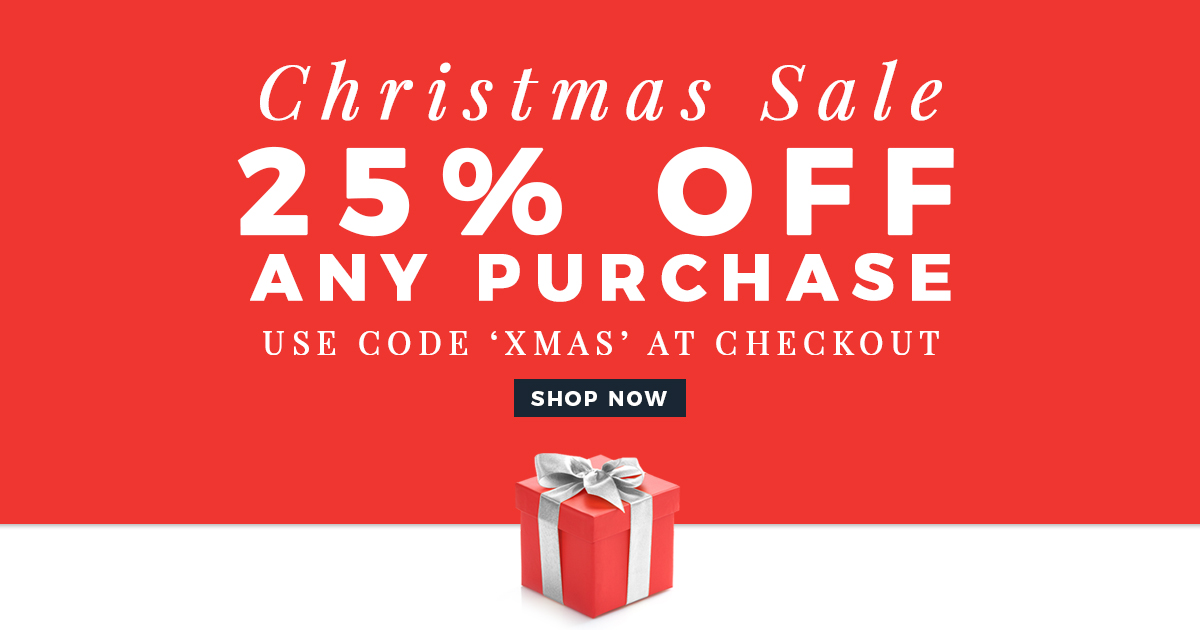 Christmas Sale
25% OFF
ANY PURCHASE
USE CODE ‘XMAS’ AT CHECKOUT
SHOP NOW